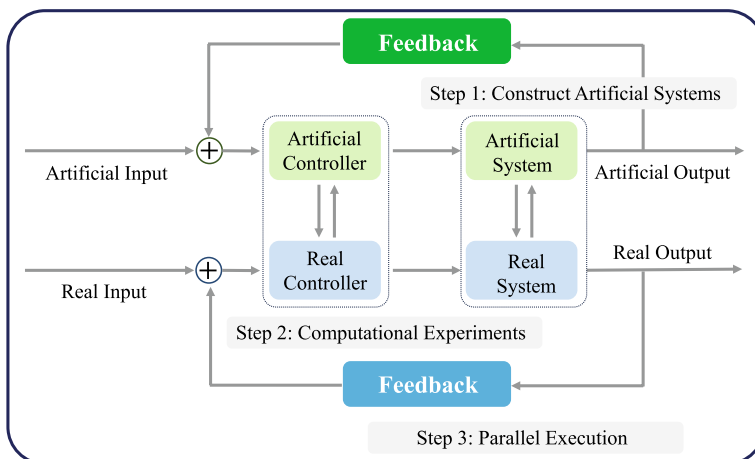 Feedback
Step 1: Construct Artificial Systems
Artificial
Controller
Artificial
System
Artificial Input
Artificial Output
Real
Controller
Real
System
Real Output
Real Input
Step 2: Computational Experiments
Feedback
Step 3: Parallel Execution